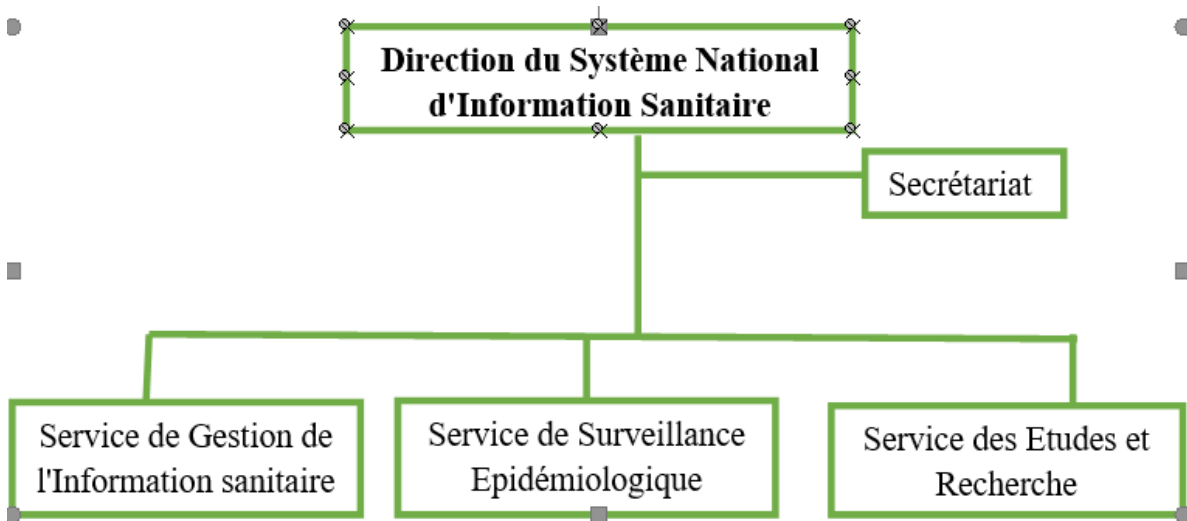 Direction du Système National
d'Information Sanitaire
Secrétariat
Service de Gestion de
l'Information sanitaire
Service de Surveillance
Epidémiologique
Service des Etudes et
Recherche